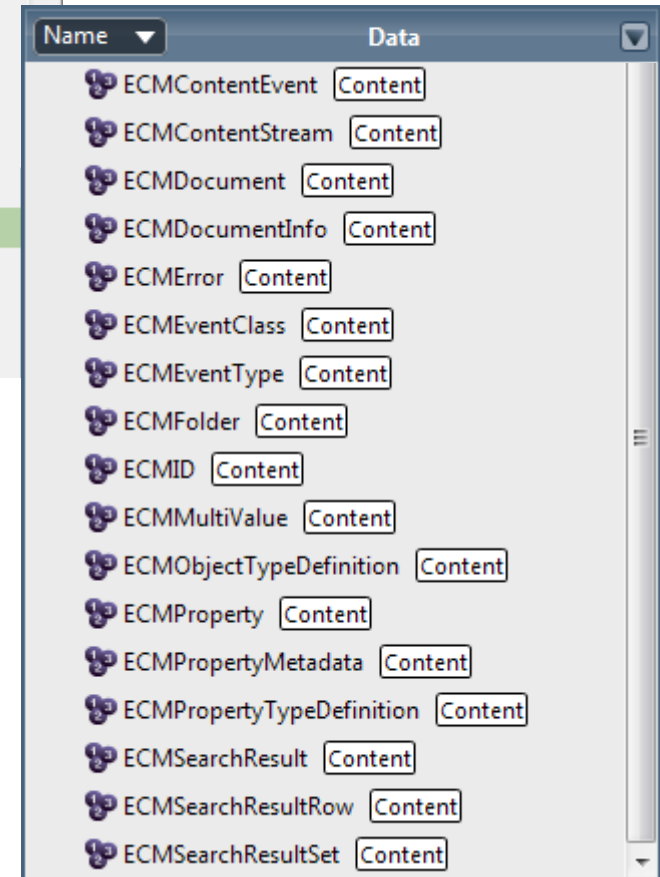 Name Data
ECMContentEvent Content
ECMContentStream Content
ECMDocument Content
ECMDocumentInfo Content
ECMError Content
ECMEventClass Content
ECMEventType Content
ECMFolder Content
ECMID Content
ECMMultiValue Content
ECMObjectTypeDefinition Content
ECMProperty Content
ECMPropertyMetadata Content
ECMPropertyTypeDefinition Content
ECMSearchResult Content
ECMSearchResultRow Content
ECMSearchResultSet Content